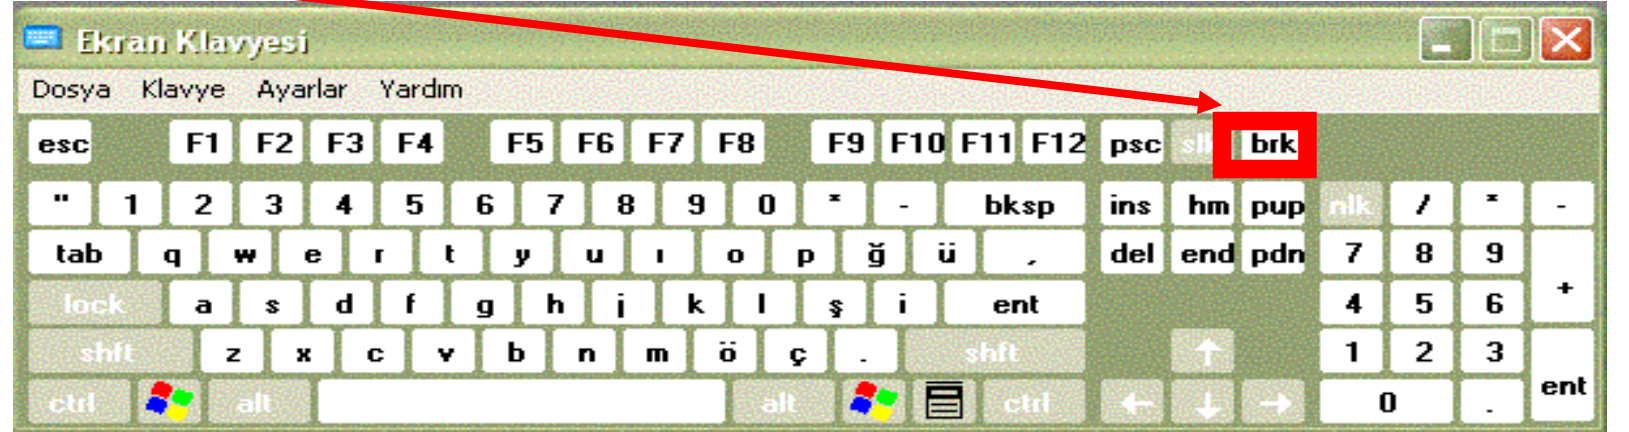 Ekran Klavyesi
Dosya Klavye Ayarlar Yardım
esc F1 F2 F3 F4 F5 F6 F7 F8 F9 F10 F11 F12 psc brk
" 1 2 3 4 5 6 7 8 9 0 * - bksp ins hm pup nlk / * -
tab q w e r t y u ı o p ğ ü , del end pdn 7 8 9 +
lock a s d f g h j k l ş i ent 4 5 6
shft z x c v b n m ö ç . shft ↑ 1 2 3 ent
ctrl alt alt ctrl ← ↓ → 0 .